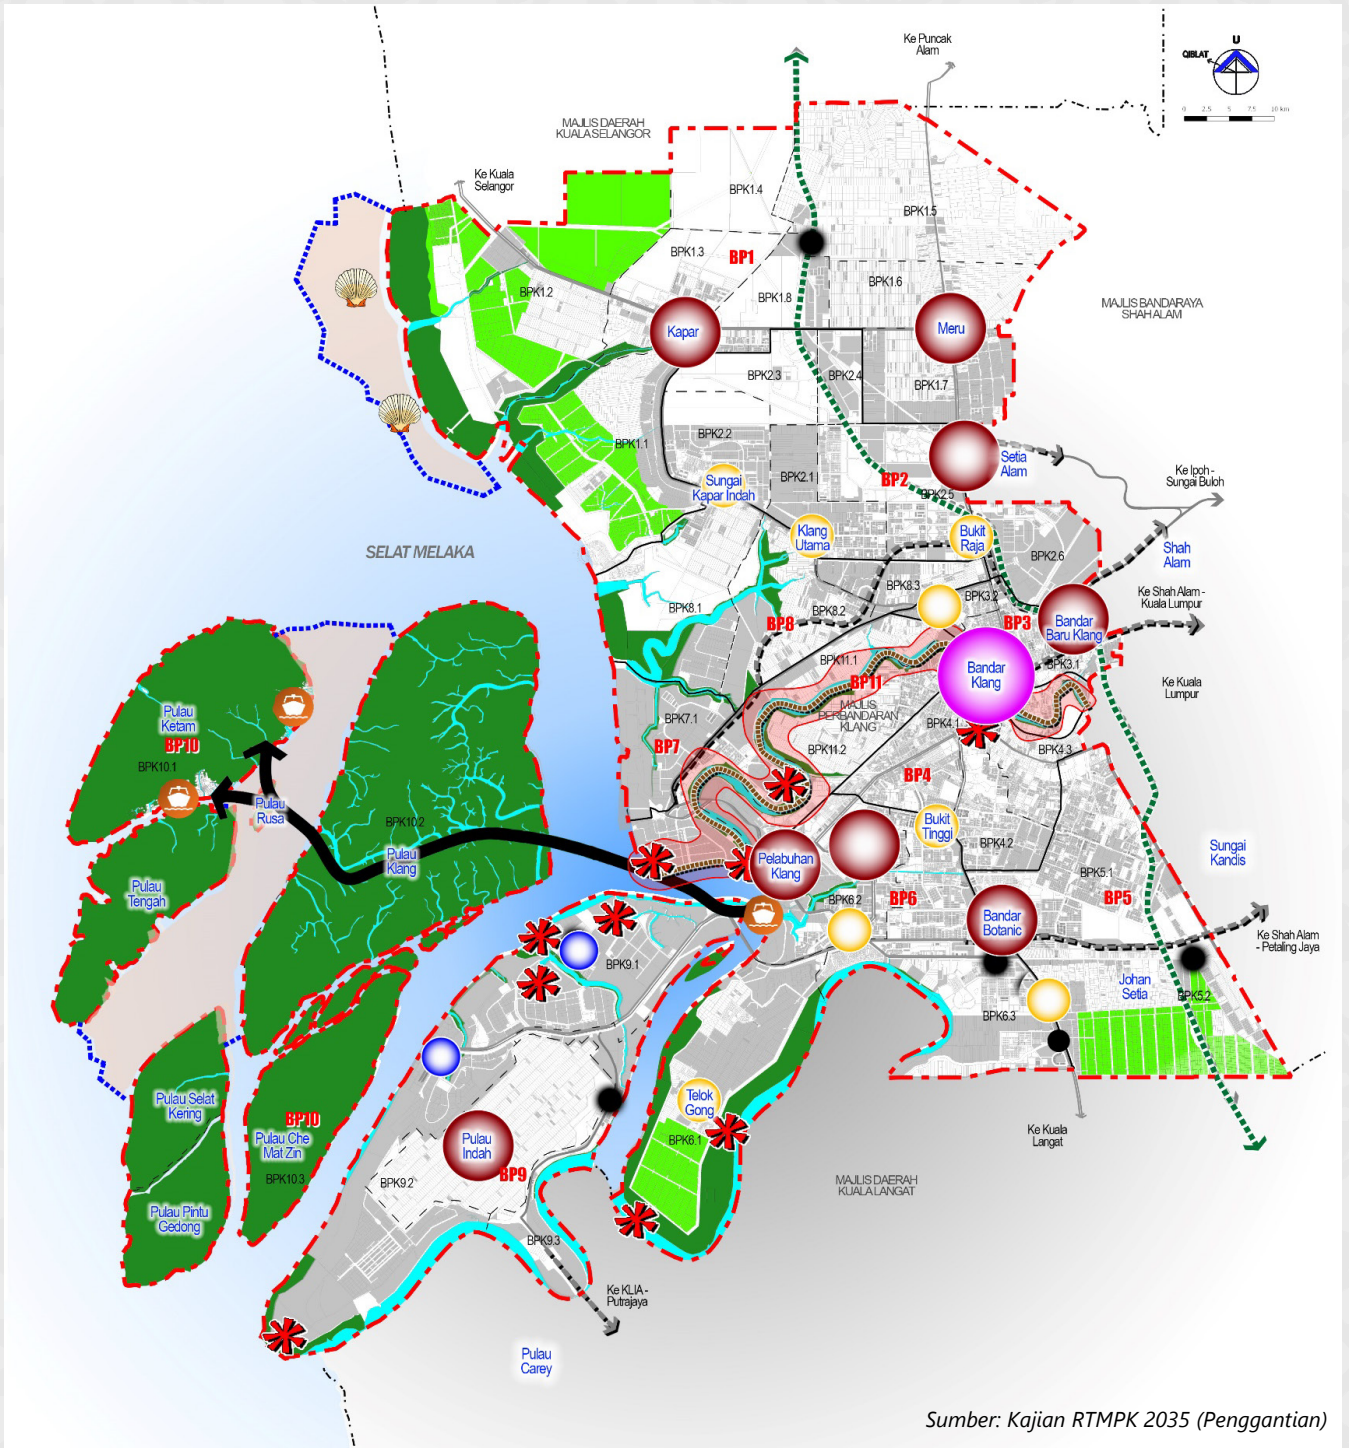 Ke Puncak
Alam
U
QIBLAT
0 2.5 5 7.5 10 km
MAJLIS DAERAH
KUALA SELANGOR
Ke Kuala
Selangor
BPK1.4
BPK1.5
BPK1.3
BP1
BPK1.6
BPK1.2
BPK1.8
MAJLIS BANDARAYA
SHAH ALAM
Kapar
Meru
BPK2.3
BPK2.4
BPK1.7
BPK2.2
BPK1.1
Setia
Alam
BPK2.1
BP2
Ke Ipoh -
Sungai Buloh
Sungai
Kapar Indah
BPK2.5
Klang
Utama
Bukit
Raja
SELAT MELAKA
BPK2.6
Shah
Alam
BPK8.3
BPK3.2
Ke Shah Alam -
Kuala Lumpur
BPK8.1
BPK8.2
BP8
BP3
Bandar
Baru Klang
BPK11.1
Bandar
Klang
BPK3.1
BP11
Ke Kuala
Lumpur
Pulau
Ketam
BP10
BPK10.1
BPK7.1
MAJLIS
PERBANDARAN
KLANG
BPK4.1
BP7
BPK11.2
BPK4.3
BP4
Pulau
Rusa
BPK10.2
Bukit
Tinggi
Pulau
Klang
Pelabuhan
Klang
BPK4.2
Sungai
Kandis
Pulau
Tengah
BPK5.1
BPK6.2
BP6
BP5
Bandar
Botanic
Ke Shah Alam
- Petaling Jaya
BPK9.1
Johan
Setia
BPK5.2
BPK6.3
Pulau Selat
Kering
Telok
Gong
BP10
Pulau Che
Mat Zin
Pulau
Indah
BPK6.1
Ke Kuala
Langat
BPK10.3
BP9
BPK9.2
MAJLIS DAERAH
KUALA LANGAT
Pulau Pintu
Gedong
BPK9.3
Ke KLIA -
Putrajaya
Pulau
Carey
Sumber: Kajian RTMPK 2035 (Penggantian)